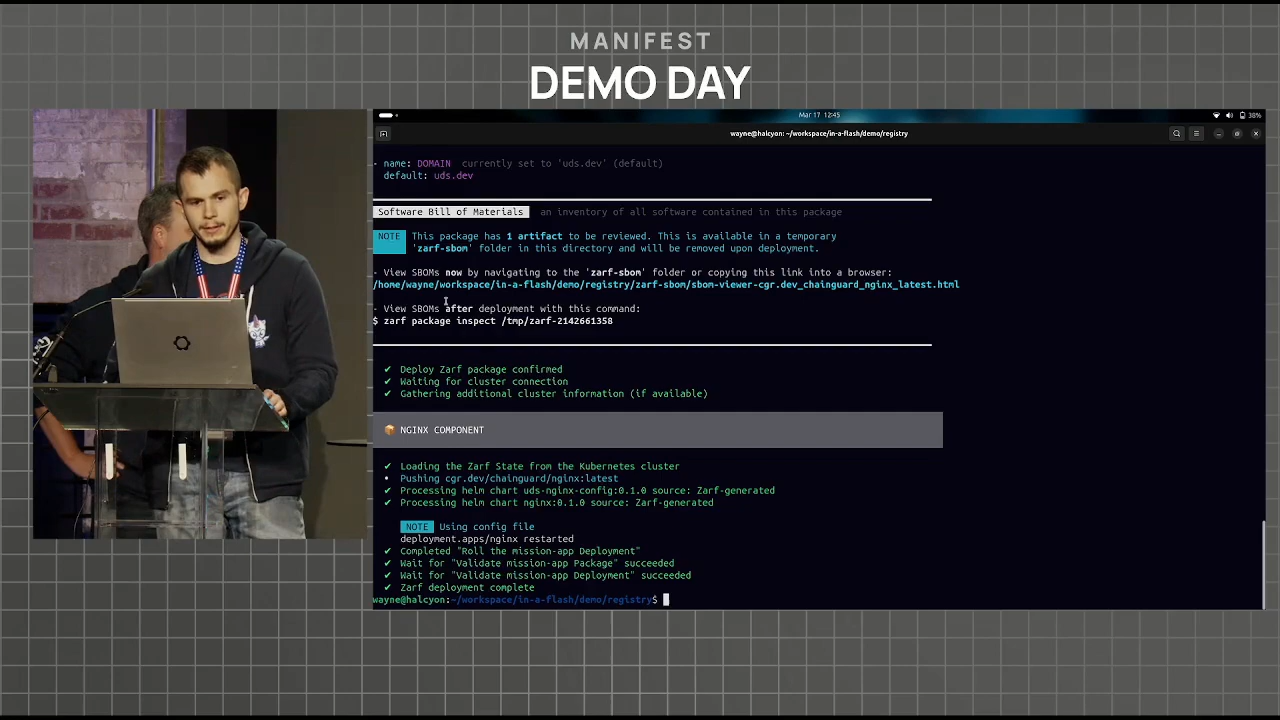 MANIFEST
DEMO DAY
Mar 17 12:45
38%
wayne@halcyon: ~/workspace/in-a-flash/demo/registry
- name: DOMAIN currently set to 'uds.dev' (default)
default: uds.dev
Software Bill of Materials an inventory of all software contained in this package
NOTE This package has 1 artifact to be reviewed. This is available in a temporary
'zarf-sbom' folder in this directory and will be removed upon deployment.
- View SBOMs now by navigating to the 'zarf-sbom' folder or copying this link into a browser:
/home/wayne/workspace/in-a-flash/demo/registry/zarf-sbom/sbom-viewer-cgr.dev_chainguard_nginx_latest.html
- View SBOMs after deployment with this command:
$ zarf package inspect /tmp/zarf-2142661358
✔ Deploy Zarf package confirmed
✔ Waiting for cluster connection
✔ Gathering additional cluster information (if available)
📦 NGINX COMPONENT
✔ Loading the Zarf State from the Kubernetes cluster
• Pushing cgr.dev/chainguard/nginx:latest
✔ Processing helm chart uds-nginx-config:0.1.0 source: Zarf-generated
✔ Processing helm chart nginx:0.1.0 source: Zarf-generated
NOTE Using config file
deployment.apps/nginx restarted
✔ Completed "Roll the mission-app Deployment"
✔ Wait for "Validate mission-app Package" succeeded
✔ Wait for "Validate mission-app Deployment" succeeded
✔ Zarf deployment complete
wayne@halcyon:~/workspace/in-a-flash/demo/registry$